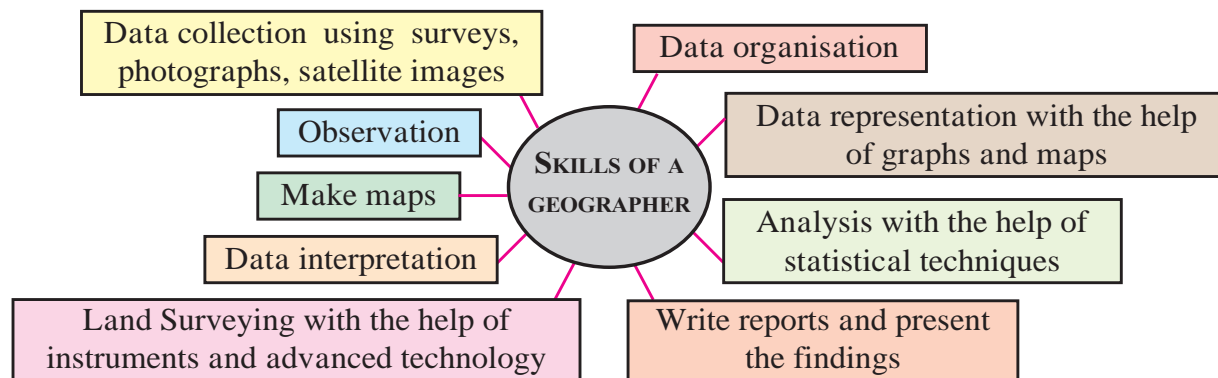 Data collection using surveys,
photographs, satellite images
Observation
Make maps
Data interpretation
Land Surveying with the help of
instruments and advanced technology
SKILLS OF A
GEOGRAPHER
Data organisation
Data representation with the help
of graphs and maps
Analysis with the help of
statistical techniques
Write reports and present
the findings